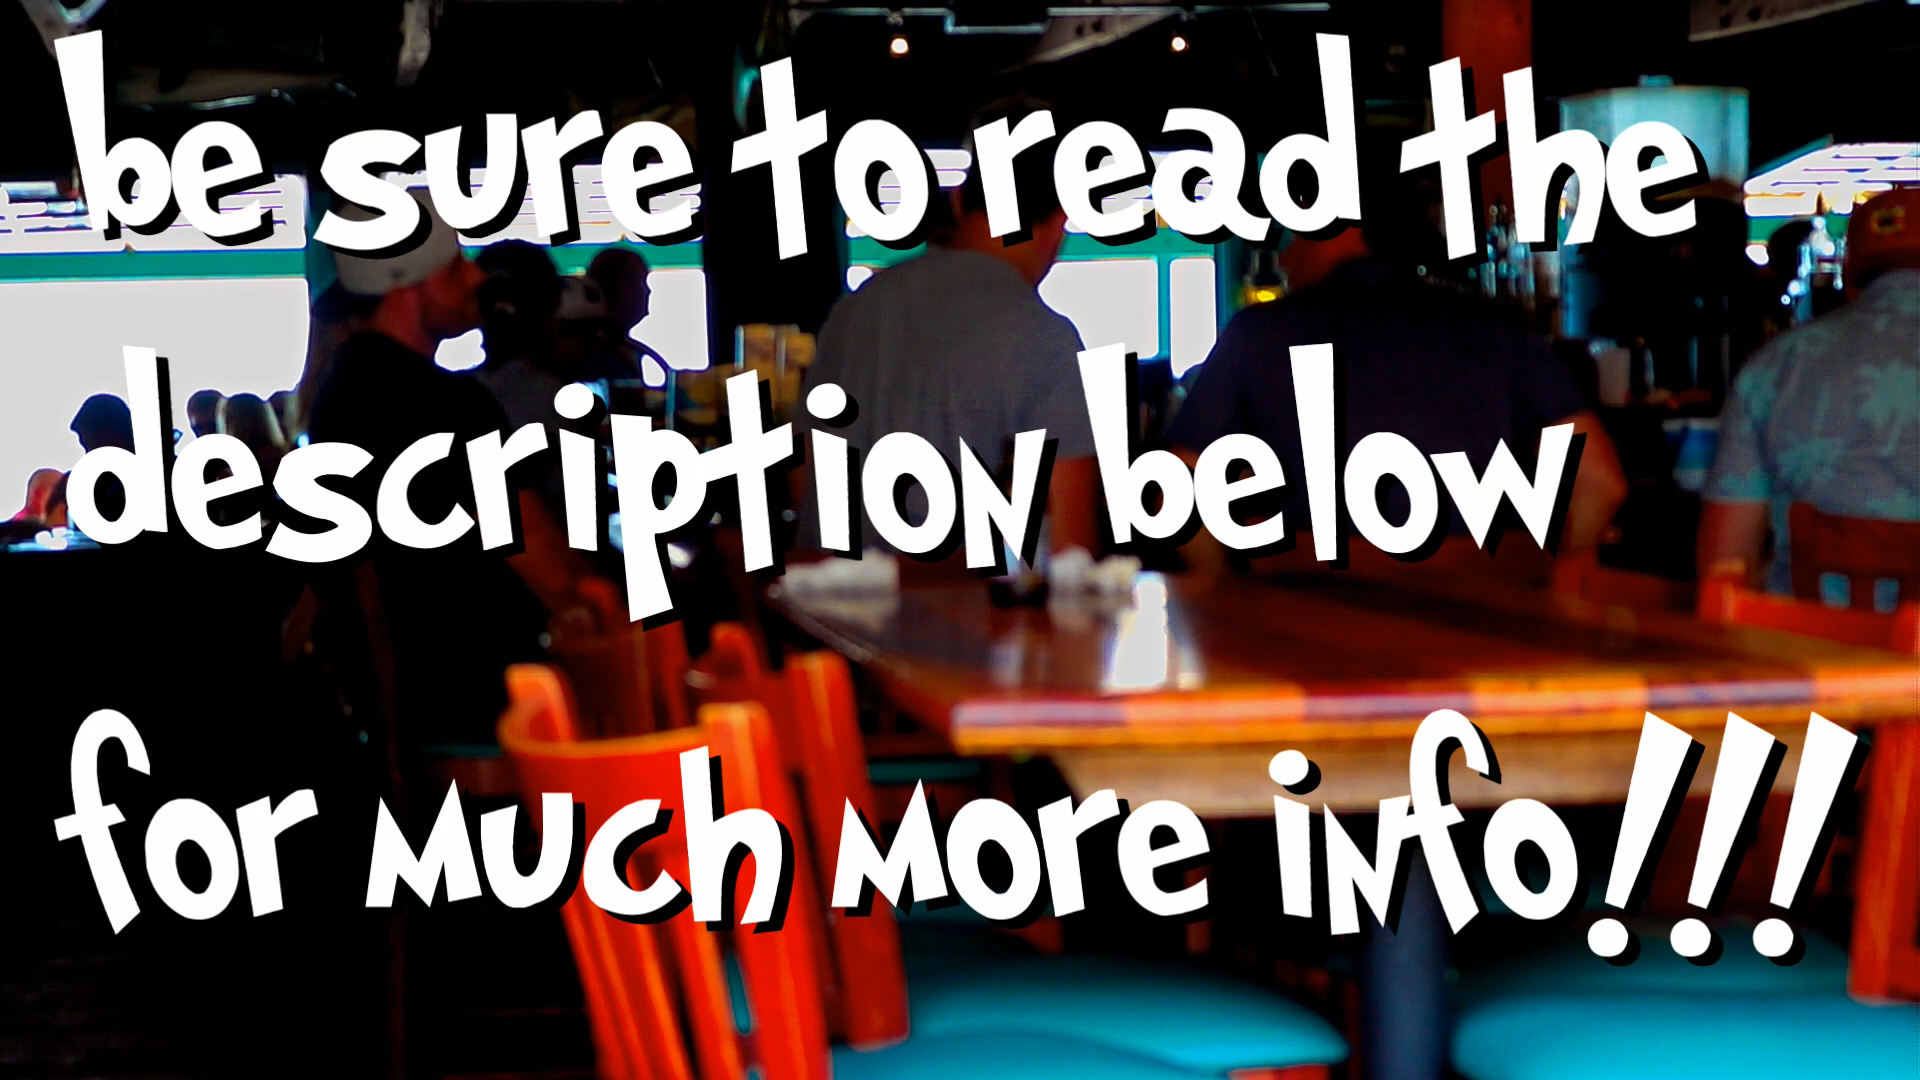 be sure to read the
description below
for much more info!!!